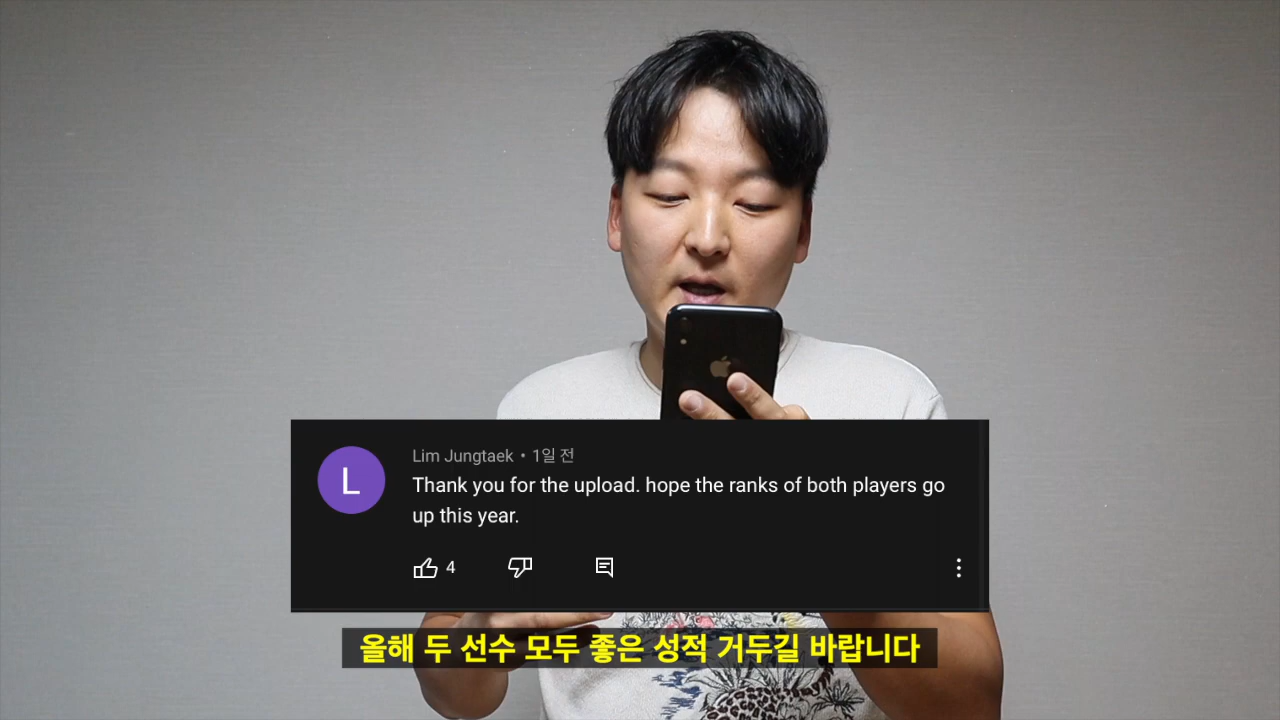 L
Lim Jungtaek • 1일 전
Thank you for the upload. hope the ranks of both players go
up this year.
4
올해 두 선수 모두 좋은 성적 거두길 바랍니다